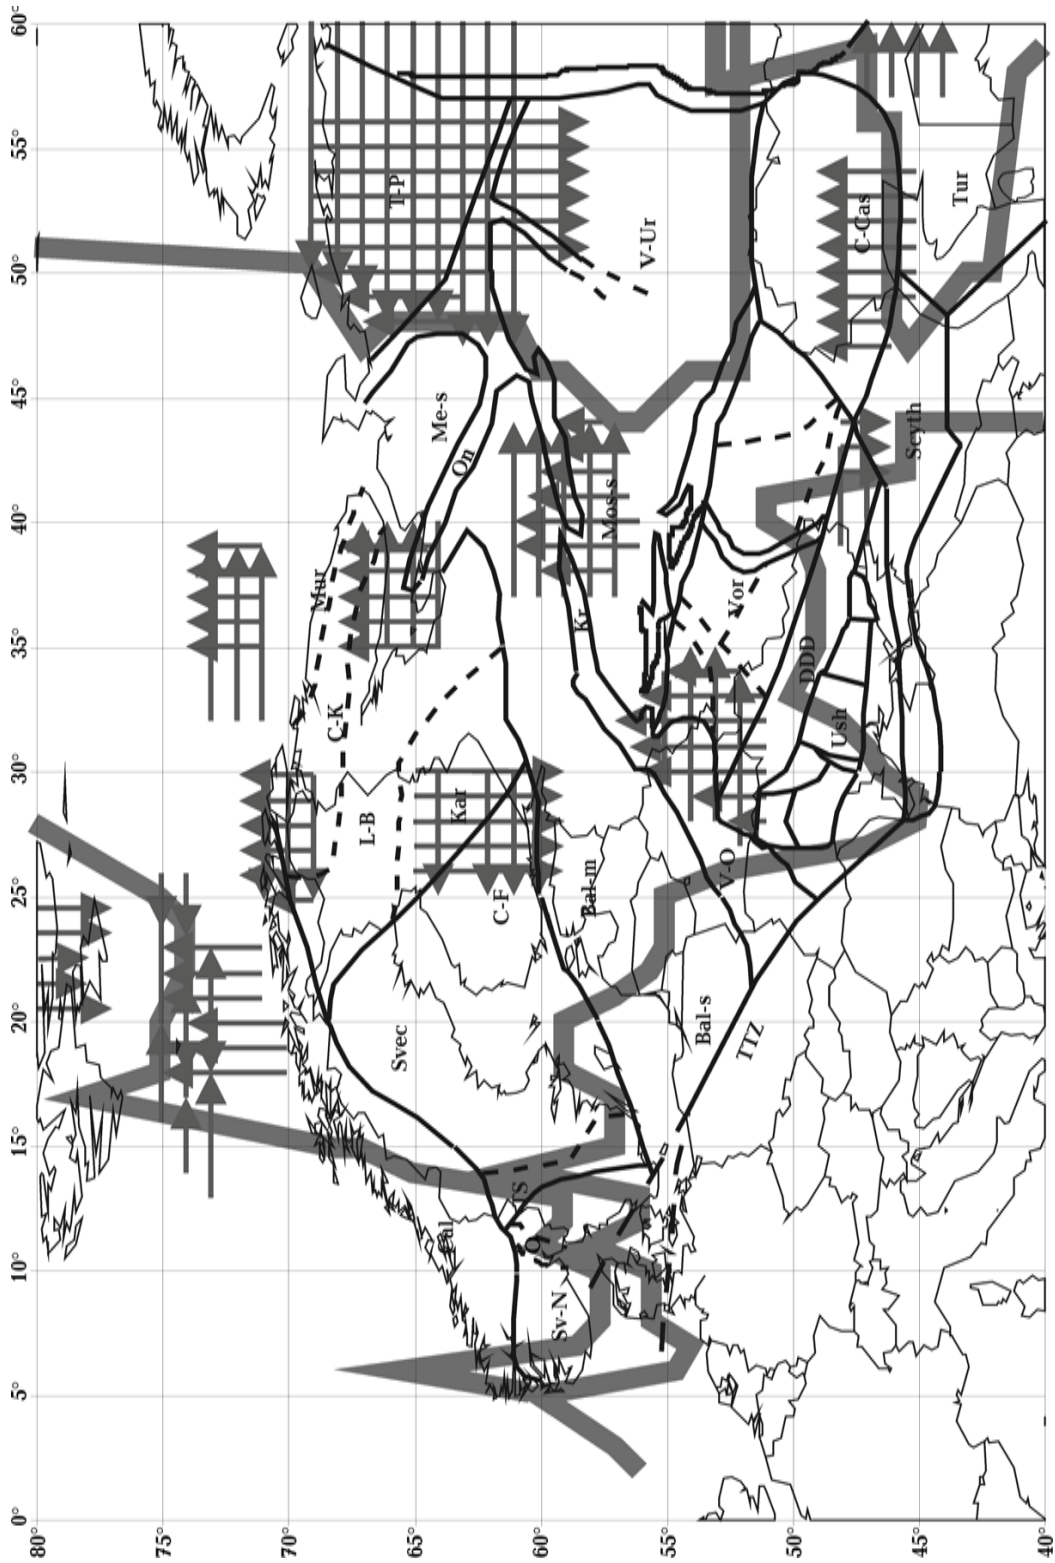 80°
75°
70°
65°
60°
55°
50°
45°
40°
0°
5°
10°
15°
20°
25°
30°
35°
40°
45°
50°
55°
60°
T-P
V-Ur
C-Cas
Tur
Me-s
On
Scyth
Mos-s
Mur
Kr
Vor
DDD
C-K
Ush
L-B
Kar
C-F
Bal-m
V-O
Svec
Bal-s
TTZ
TS
Cal
O
Sv-N